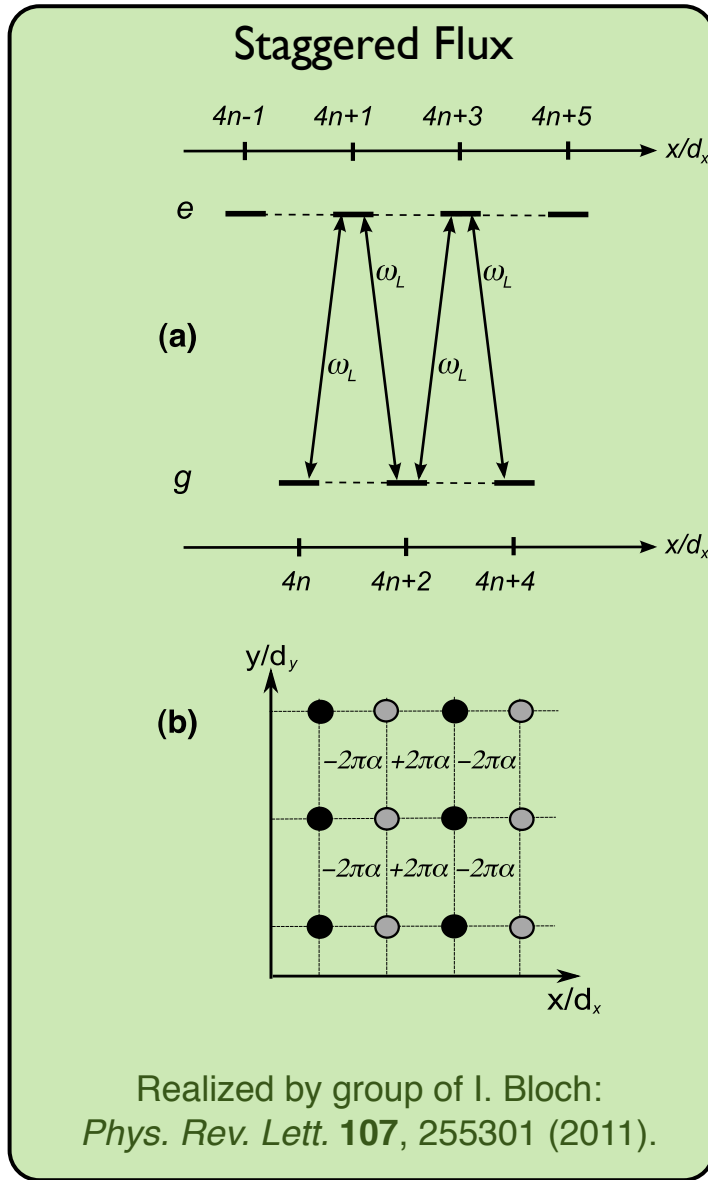 Staggered Flux
4n-1 4n+1 4n+3 4n+5
x/dx
e
ωL ωL
(a)
ωL ωL
g
x/dx
4n 4n+2 4n+4
y/dy
(b)
−2πα +2πα −2πα
−2πα +2πα −2πα
x/dx
Realized by group of I. Bloch:
Phys. Rev. Lett. 107, 255301 (2011).